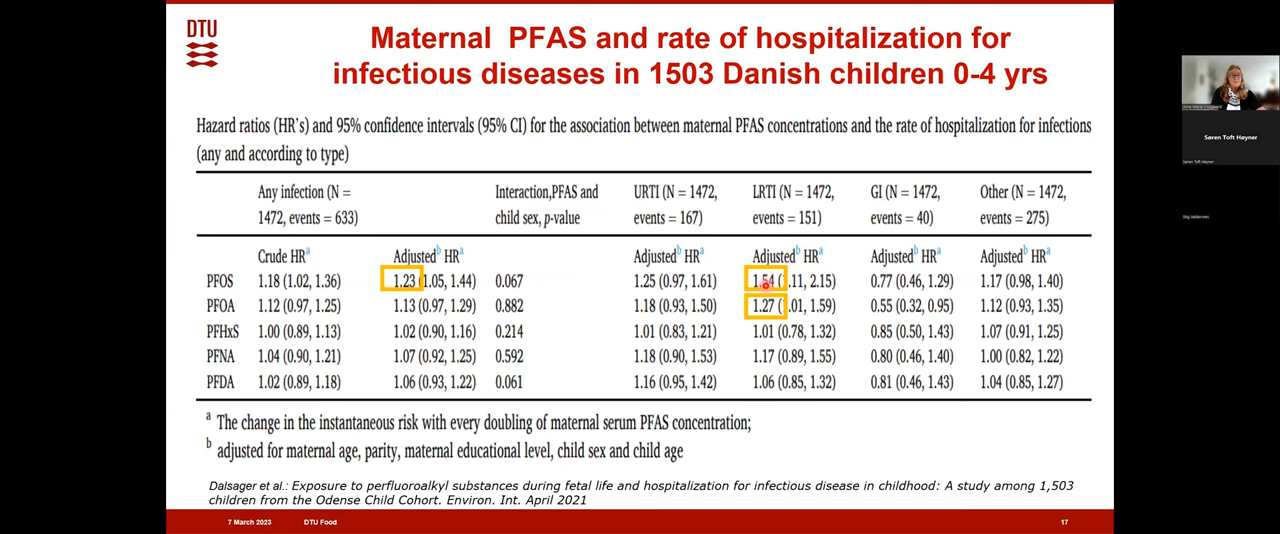 DTU
Maternal PFAS and rate of hospitalization for
infectious diseases in 1503 Danish children 0-4 yrs
Hazard ratios (HR's) and 95% confidence intervals (95% CI) for the association between maternal PFAS concentrations and the rate of hospitalization for infections
(any and according to type)
Any infection (N = Interaction,PFAS and URTI (N = 1472, LRTI (N = 1472, GI (N = 1472, Other (N = 1472,
1472, events = 633) child sex, p-value events = 167) events = 151) events = 40) events = 275)
Crude HRa Adjustedb HRa Adjustedb HRa Adjustedb HRa Adjustedb HRa Adjustedb HRa
PFOS 1.18 (1.02, 1.36) 1.23 (1.05, 1.44) 0.067 1.25 (0.97, 1.61) 1.54 (1.11, 2.15) 0.77 (0.46, 1.29) 1.17 (0.98, 1.40)
PFOA 1.12 (0.97, 1.25) 1.13 (0.97, 1.29) 0.882 1.18 (0.93, 1.50) 1.27 (1.01, 1.59) 0.55 (0.32, 0.95) 1.12 (0.93, 1.35)
PFHxS 1.00 (0.89, 1.13) 1.02 (0.90, 1.16) 0.214 1.01 (0.83, 1.21) 1.01 (0.78, 1.32) 0.85 (0.50, 1.43) 1.07 (0.91, 1.25)
PFNA 1.04 (0.90, 1.21) 1.07 (0.92, 1.25) 0.592 1.18 (0.90, 1.53) 1.17 (0.89, 1.55) 0.80 (0.46, 1.40) 1.00 (0.82, 1.22)
PFDA 1.02 (0.89, 1.18) 1.06 (0.93, 1.22) 0.061 1.16 (0.95, 1.42) 1.06 (0.85, 1.32) 0.81 (0.46, 1.43) 1.04 (0.85, 1.27)
a The change in the instantaneous risk with every doubling of maternal serum PFAS concentration;
b adjusted for maternal age, parity, maternal educational level, child sex and child age
Dalsager et al.: Exposure to perfluoroalkyl substances during fetal life and hospitalization for infectious disease in childhood: A study among 1,503
children from the Odense Child Cohort. Environ. Int. April 2021
7 March 2023 DTU Food 17
Søren Toft Høyner
Søren Toft Høyner